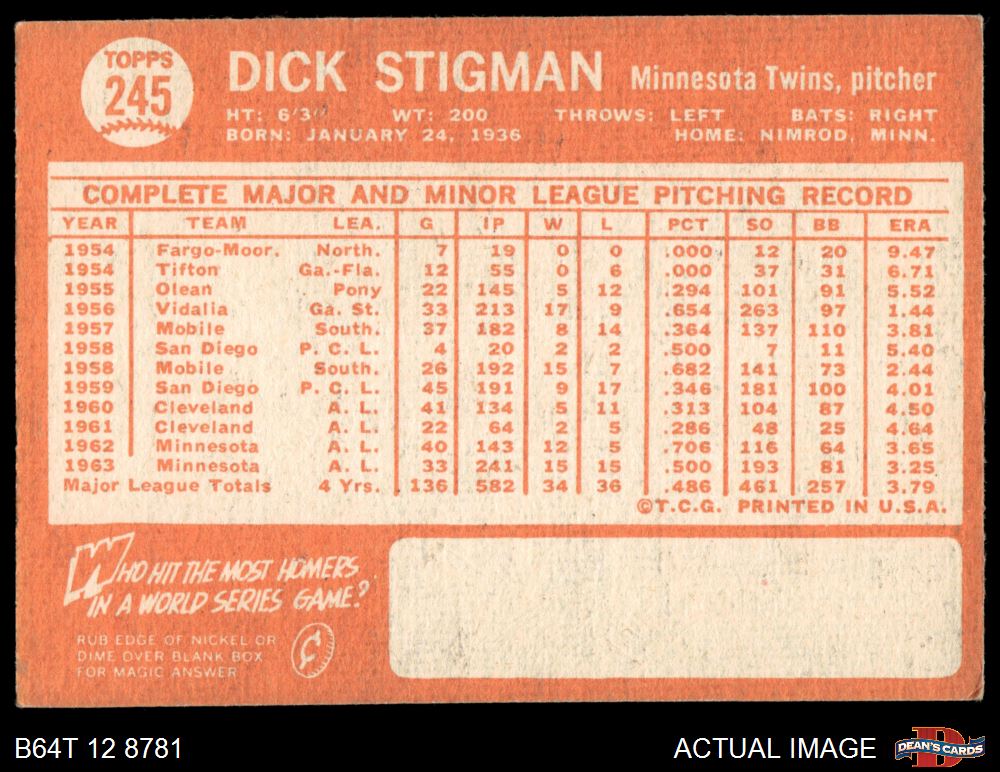 TOPPS
245
DICK STIGMAN Minnesota Twins, pitcher
HT: 6'3" WT: 200 THROWS: LEFT BATS: RIGHT
BORN: JANUARY 24, 1936 HOME: NIMROD, MINN.
COMPLETE MAJOR AND MINOR LEAGUE PITCHING RECORD
YEAR TEAM LEA. G IP W L PCT SO BB ERA
1954 Fargo-Moor. North. 7 19 0 0 .000 12 20 9.47
1954 Tifton Ga.-Fla. 12 55 0 6 .000 37 31 6.71
1955 Olean Pony 22 145 5 12 .294 101 91 5.52
1956 Vidalia Ga. St. 33 213 17 9 .654 263 97 1.44
1957 Mobile South. 37 182 8 14 .364 137 110 3.81
1958 San Diego P. C. L. 4 20 2 2 .500 7 11 5.40
1958 Mobile South. 26 192 15 7 .682 141 73 2.44
1959 San Diego P. C. L. 45 191 9 17 .346 181 100 4.01
1960 Cleveland A. L. 41 134 5 11 .313 104 87 4.50
1961 Cleveland A. L. 22 64 2 5 .286 48 25 4.64
1962 Minnesota A. L. 40 143 12 5 .706 116 64 3.65
1963 Minnesota A. L. 33 241 15 15 .500 193 81 3.25
Major League Totals 4 Yrs. 136 582 34 36 .486 461 257 3.79
©T.C.G. PRINTED IN U.S.A.
WHO HIT THE MOST HOMERS
IN A WORLD SERIES GAME?
RUB EDGE OF NICKEL OR
DIME OVER BLANK BOX
FOR MAGIC ANSWER
¢
B64T 12 8781 ACTUAL IMAGE
D
DEAN'S CARDS